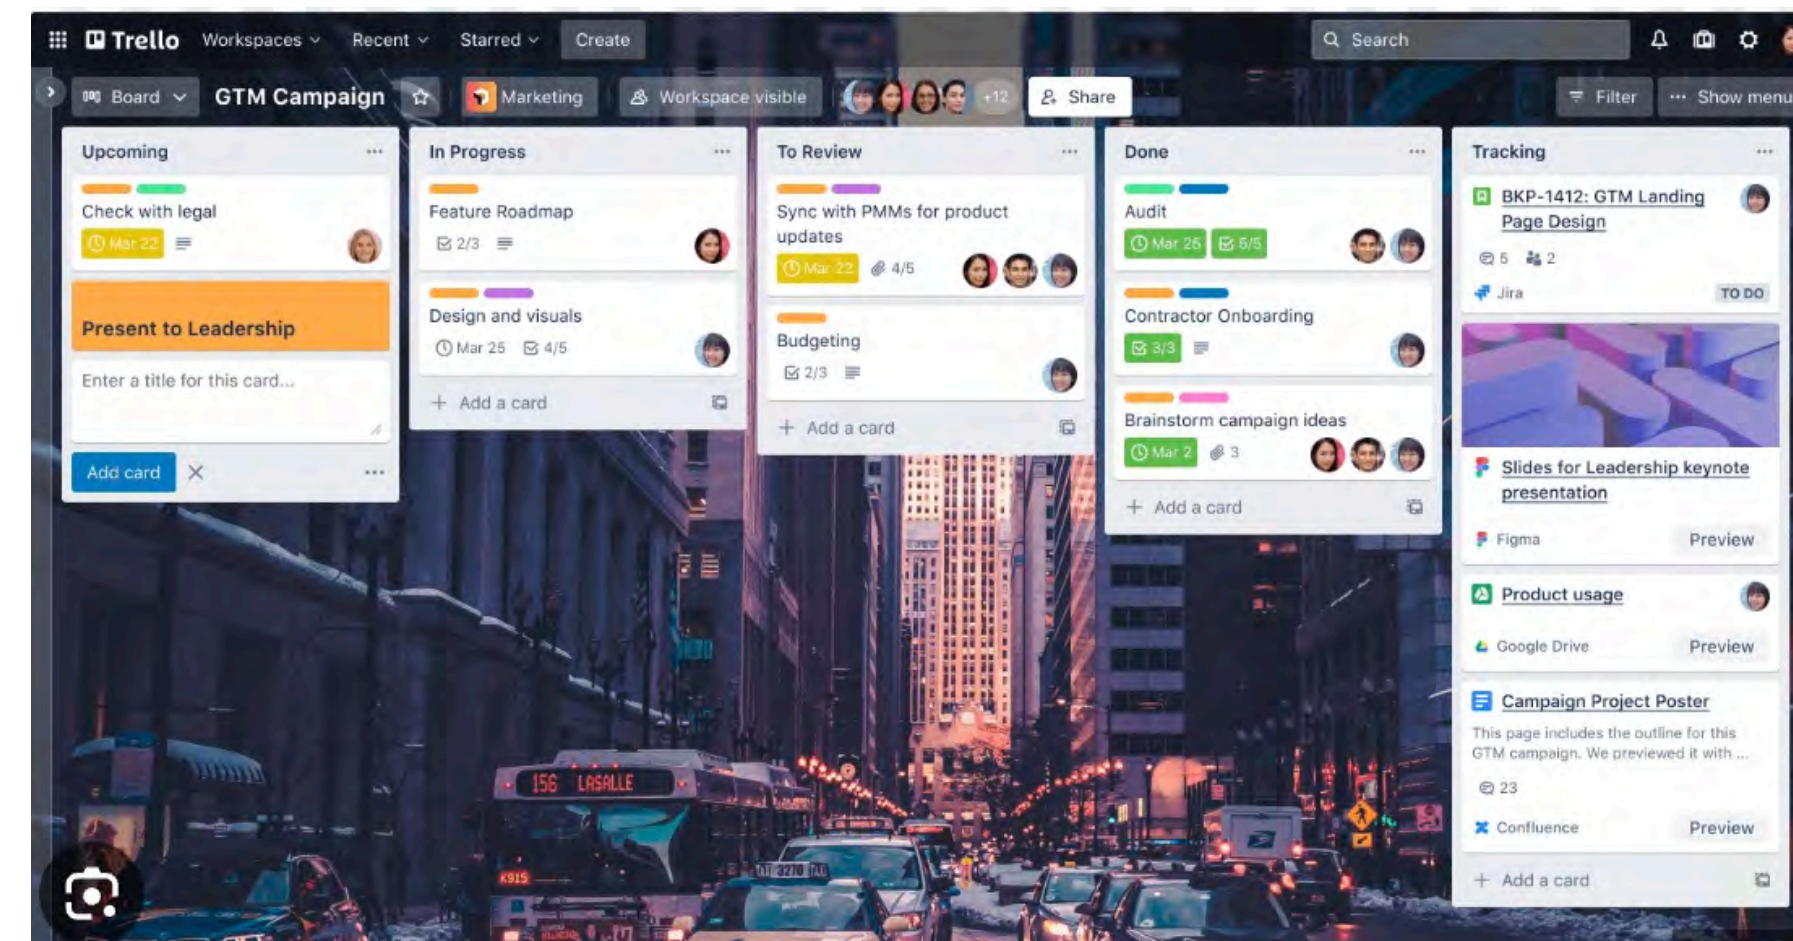 Trello Workspaces Recent Starred Create Search
Board GTM Campaign Marketing Workspace visible +12 Share Filter ... Show menu
Upcoming
Check with legal
Mar 22
Present to Leadership
Enter a title for this card...
Add card
In Progress
Feature Roadmap
2/3
Design and visuals
Mar 25 4/5
+ Add a card
To Review
Sync with PMMs for product
updates
Mar 22 4/5
Budgeting
2/3
+ Add a card
Done
Audit
Mar 25 5/5
Contractor Onboarding
3/3
Brainstorm campaign ideas
Mar 2 3
+ Add a card
Tracking
BKP-1412: GTM Landing
Page Design
5 2
Jira TO DO
Slides for Leadership keynote
presentation
Figma Preview
Product usage
Google Drive Preview
Campaign Project Poster
This page includes the outline for this
GTM campaign. We previewed it with ...
23
Confluence Preview
+ Add a card
156 LASALLE
K915
3270 TAXI